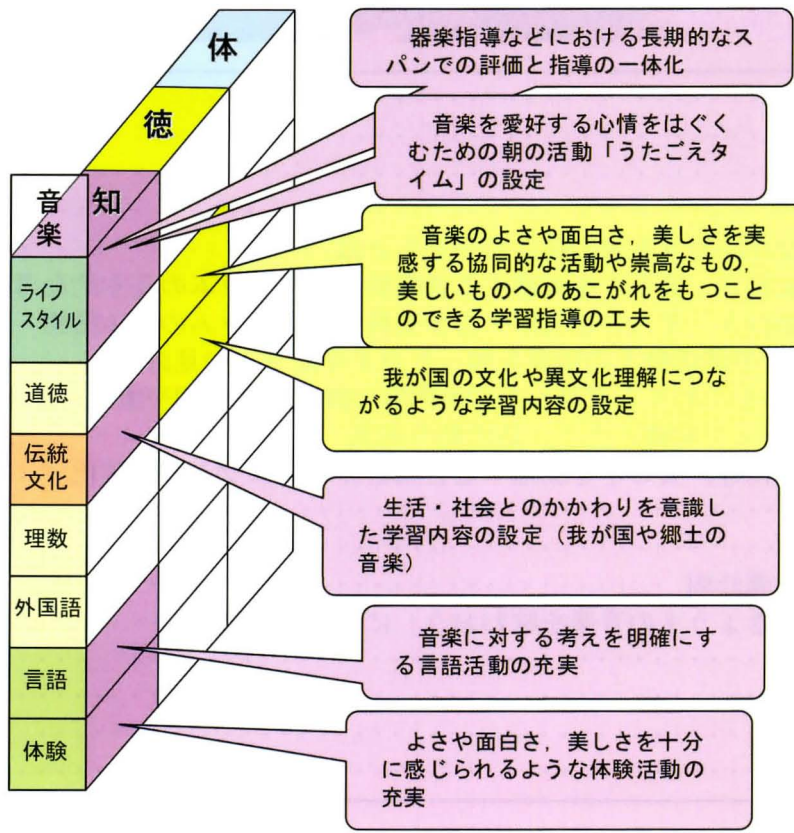 体
徳
音楽
知
ライフ
スタイル
道徳
伝統
文化
理数
外国語
言語
体験
器楽指導などにおける長期的なス
パンでの評価と指導の一体化
音楽を愛好する心情をはぐく
むための朝の活動「うたごえタ
イム」の設定
音楽のよさや面白さ，美しさを実
感する協同的な活動や崇高なもの，
美しいものへのあこがれをもつこと
のできる学習指導の工夫
我が国の文化や異文化理解につな
がるような学習内容の設定
生活・社会とのかかわりを意識し
た学習内容の設定（我が国や郷土の
音楽）
音楽に対する考えを明確にす
る言語活動の充実
よさや面白さ，美しさを十分
に感じられるような体験活動の
充実